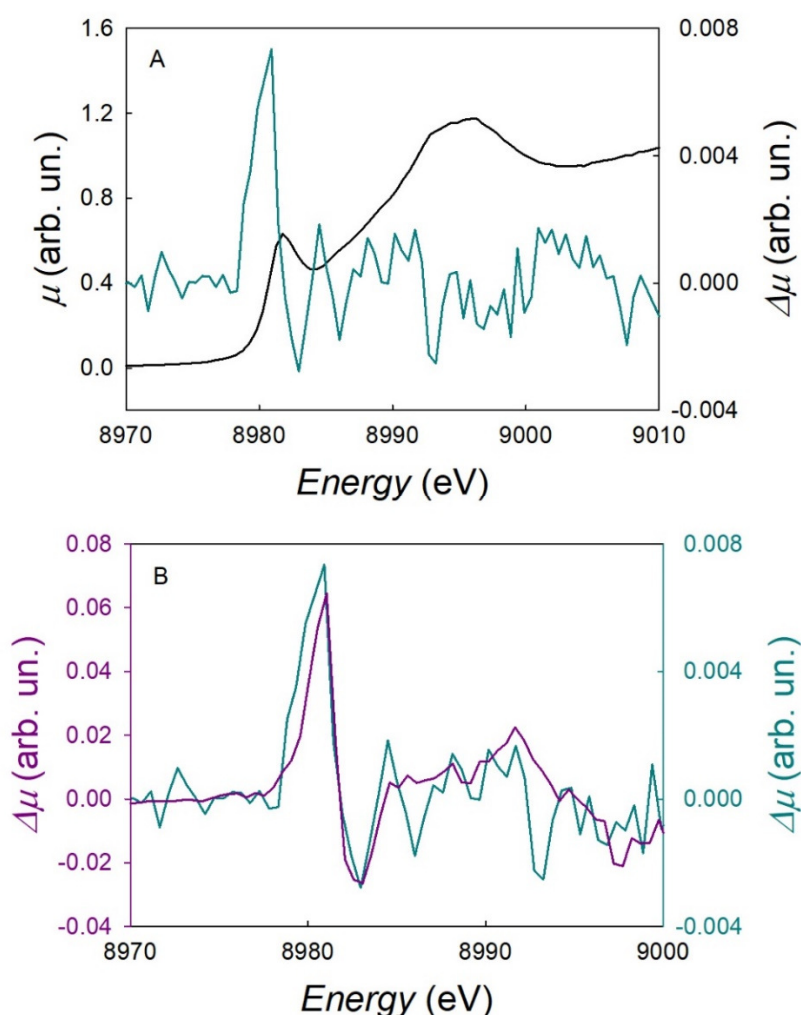 A
1.6
1.2
0.8
0.4
0.0
μ (arb. un.)
0.008
0.004
0.000
-0.004
Δμ (arb. un.)
8970 8980 8990 9000 9010
Energy (eV)
B
0.08
0.06
0.04
0.02
0.00
-0.02
-0.04
Δμ (arb. un.)
0.008
0.004
0.000
-0.004
Δμ (arb. un.)
8970 8980 8990 9000
Energy (eV)